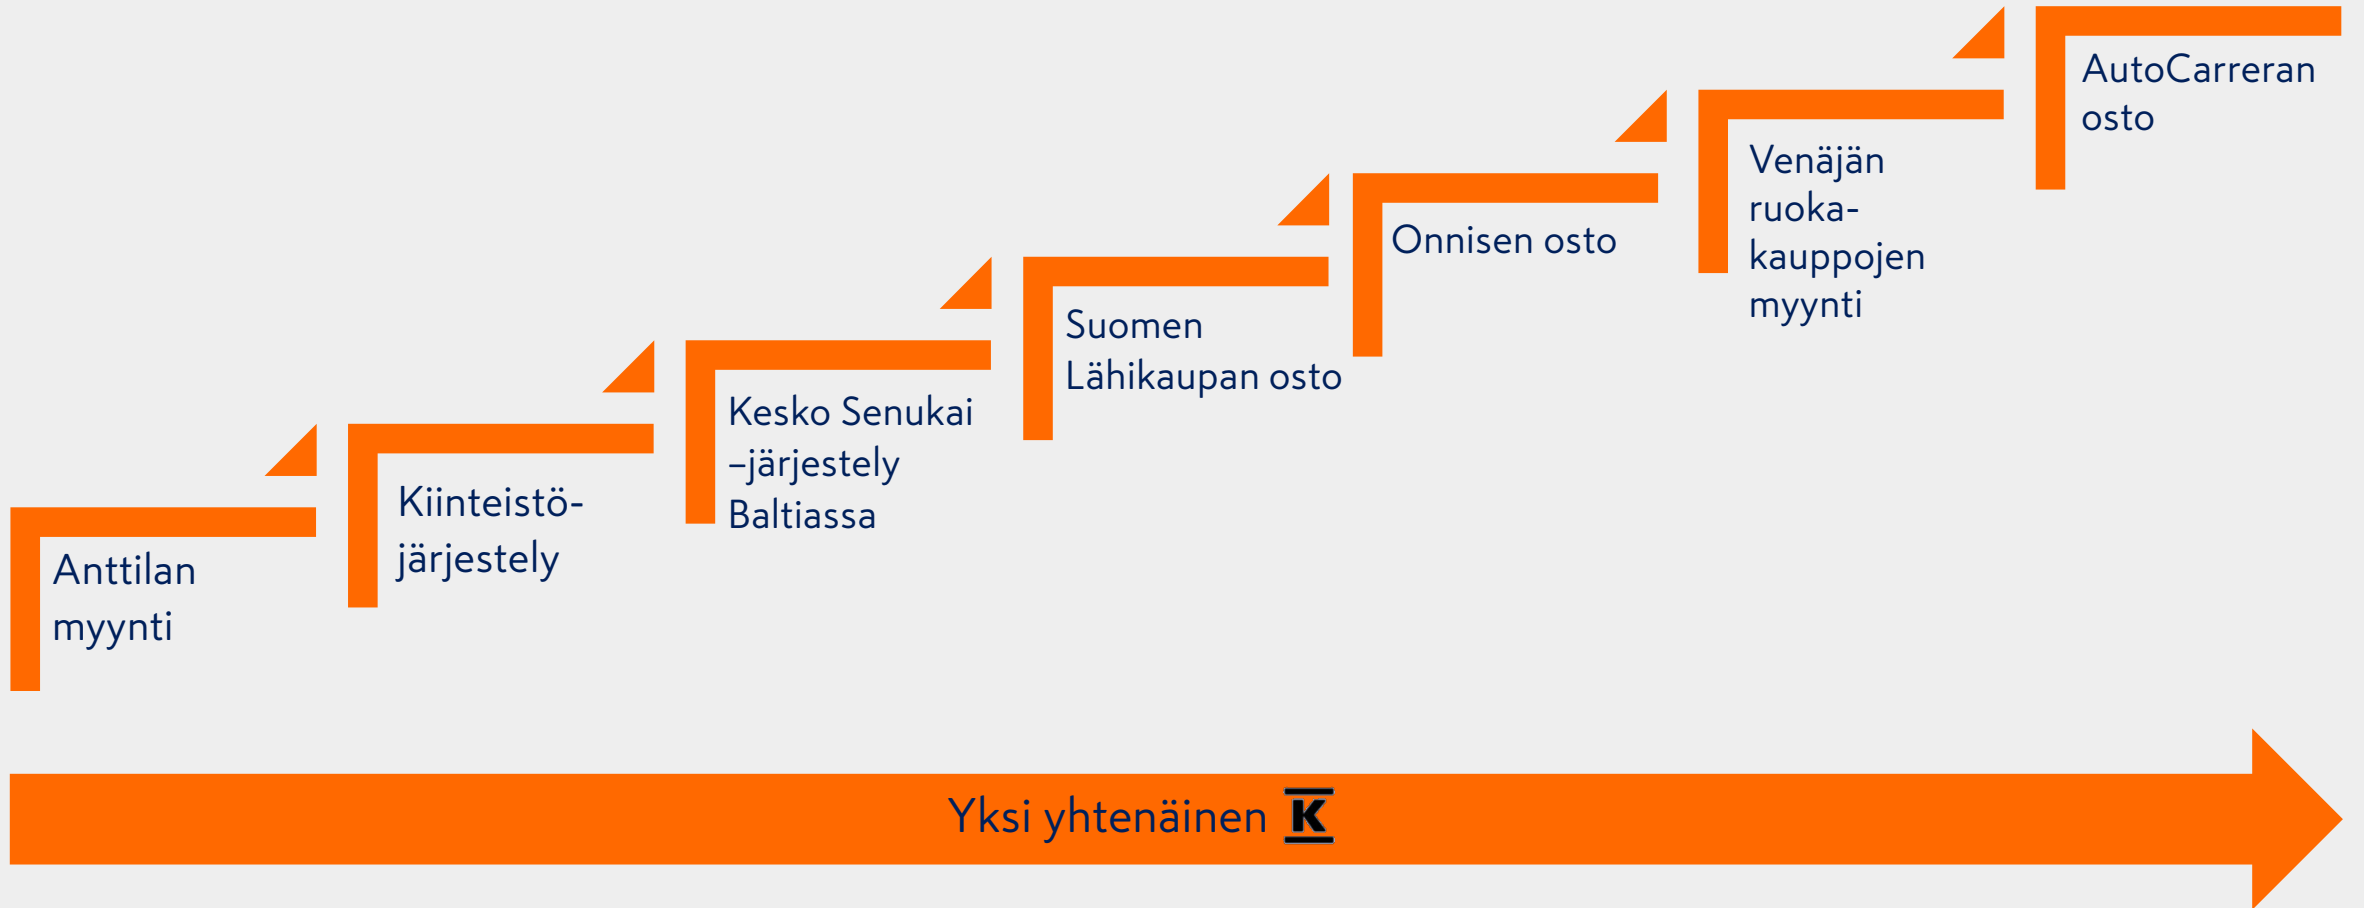 Anttilan
myynti
Kiinteistö-
järjestely
Kesko Senukai
–järjestely
Baltiassa
Suomen
Lähikaupan osto
Onnisen osto
Venäjän
ruoka-
kauppojen
myynti
AutoCarreran
osto
Yksi yhtenäinen K